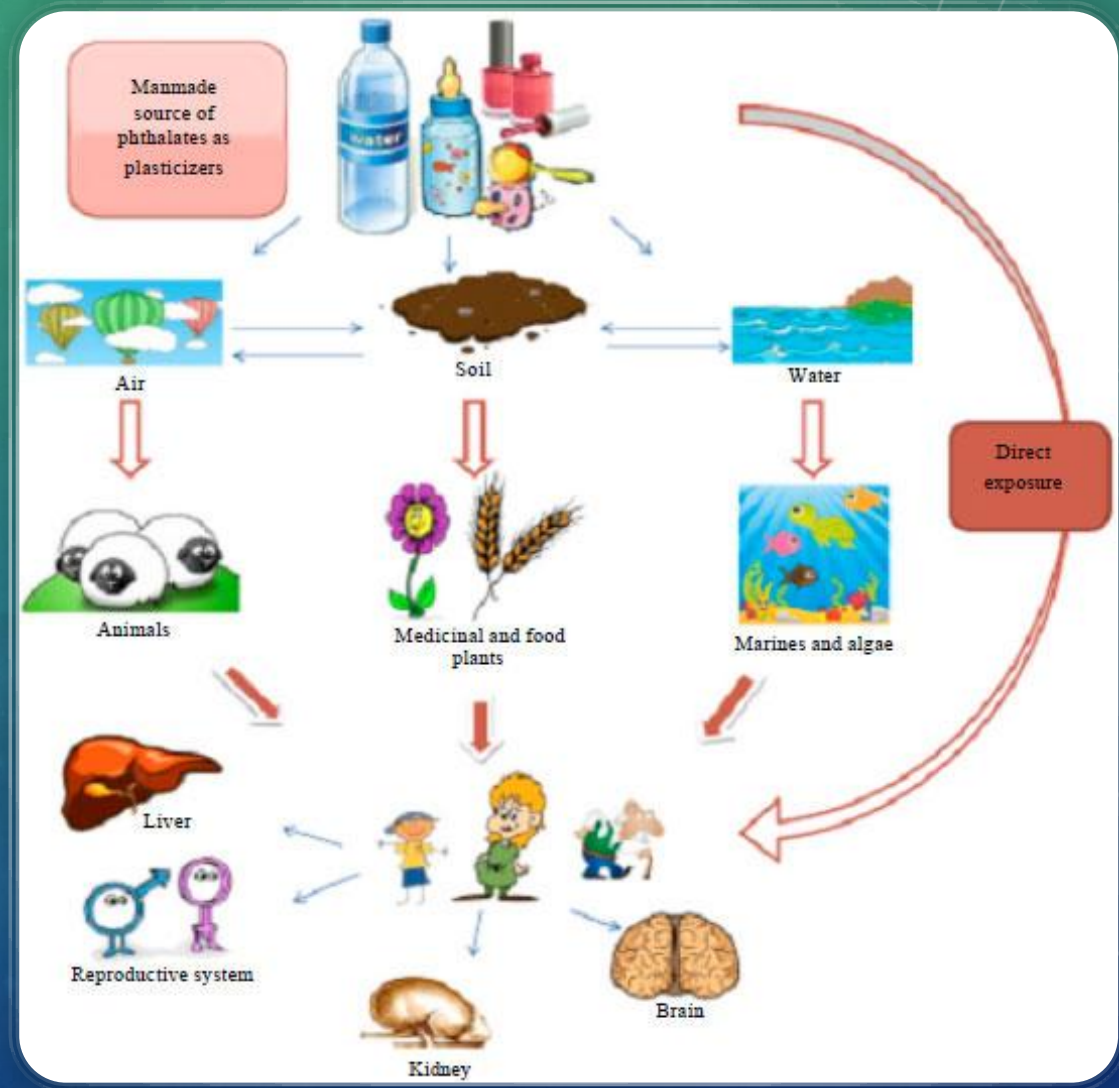 Manmade
source of
phthalates as
plasticizers
water
Air
Soil
Water
Direct
exposure
Animals
Medicinal and food
plants
Marines and algae
Liver
Reproductive system
Brain
Kidney